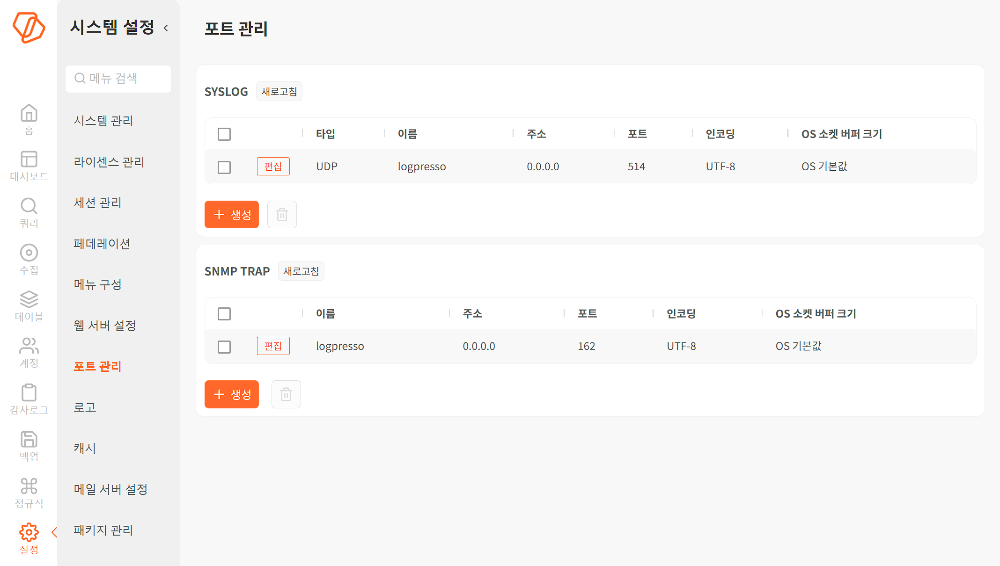 홈
대시보드
쿼리
수집
테이블
계정
감사로그
백업
정규식
설정
시스템 설정
메뉴 검색
시스템 관리
라이센스 관리
세션 관리
페데레이션
메뉴 구성
웹 서버 설정
포트 관리
로고
캐시
메일 서버 설정
패키지 관리
포트 관리
SYSLOG 새로고침
타입 이름 주소 포트 인코딩 OS 소켓 버퍼 크기
편집 UDP logpresso 0.0.0.0 514 UTF-8 OS 기본값
생성
SNMP TRAP 새로고침
이름 주소 포트 인코딩 OS 소켓 버퍼 크기
편집 logpresso 0.0.0.0 162 UTF-8 OS 기본값
생성